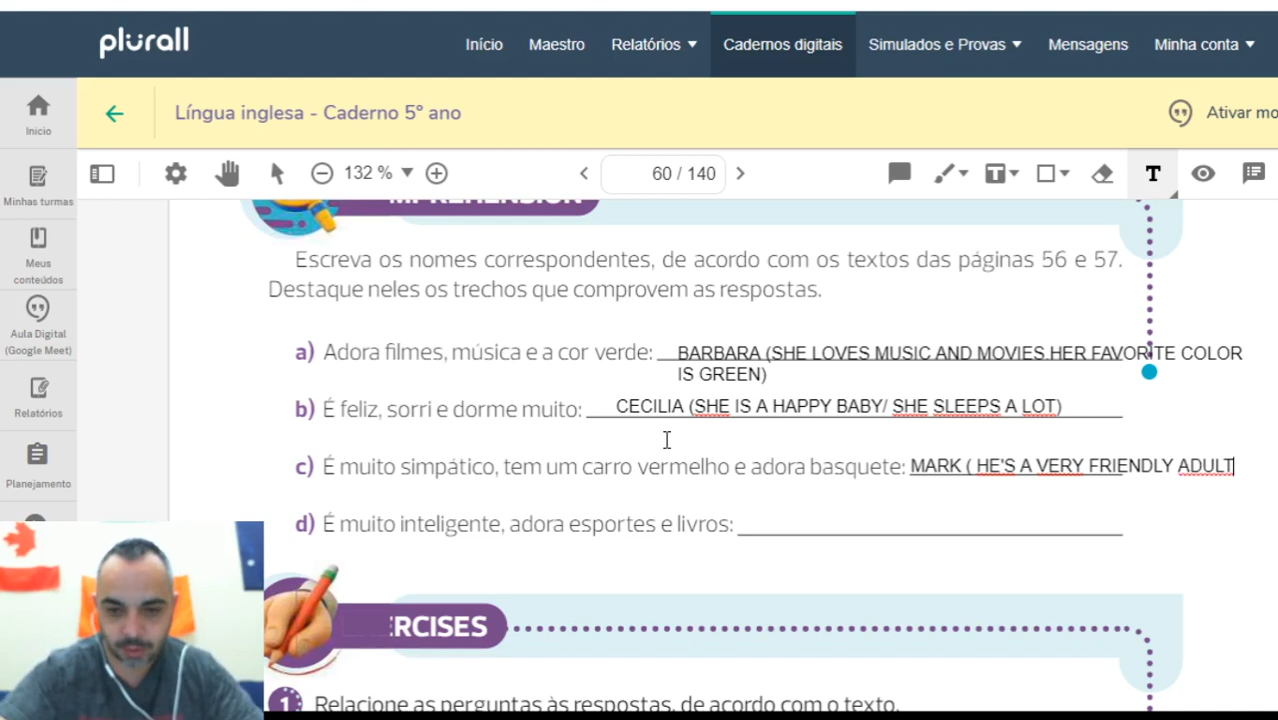 plurall
Início
Maestro
Relatórios
Cadernos digitais
Simulados e Provas
Mensagens
Minha conta
Língua inglesa - Caderno 5º ano
Ativar mo
Inicio
Minhas turmas
Meus
conteúdos
Aula Digital
(Google Meet)
Relatórios
Planejamento
132 %
60 / 140
T
T
MPREHENSION
Escreva os nomes correspondentes, de acordo com os textos das páginas 56 e 57.
Destaque neles os trechos que comprovem as respostas.
a) Adora filmes, música e a cor verde: BARBARA (SHE LOVES MUSIC AND MOVIES.HER FAVORITE COLOR
IS GREEN)
b) É feliz, sorri e dorme muito: CECILIA (SHE IS A HAPPY BABY/ SHE SLEEPS A LOT)
c) É muito simpático, tem um carro vermelho e adora basquete: MARK ( HE'S A VERY FRIENDLY ADULT
d) É muito inteligente, adora esportes e livros:
ERCISES
1 Relacione as perguntas às respostas, de acordo com o texto.